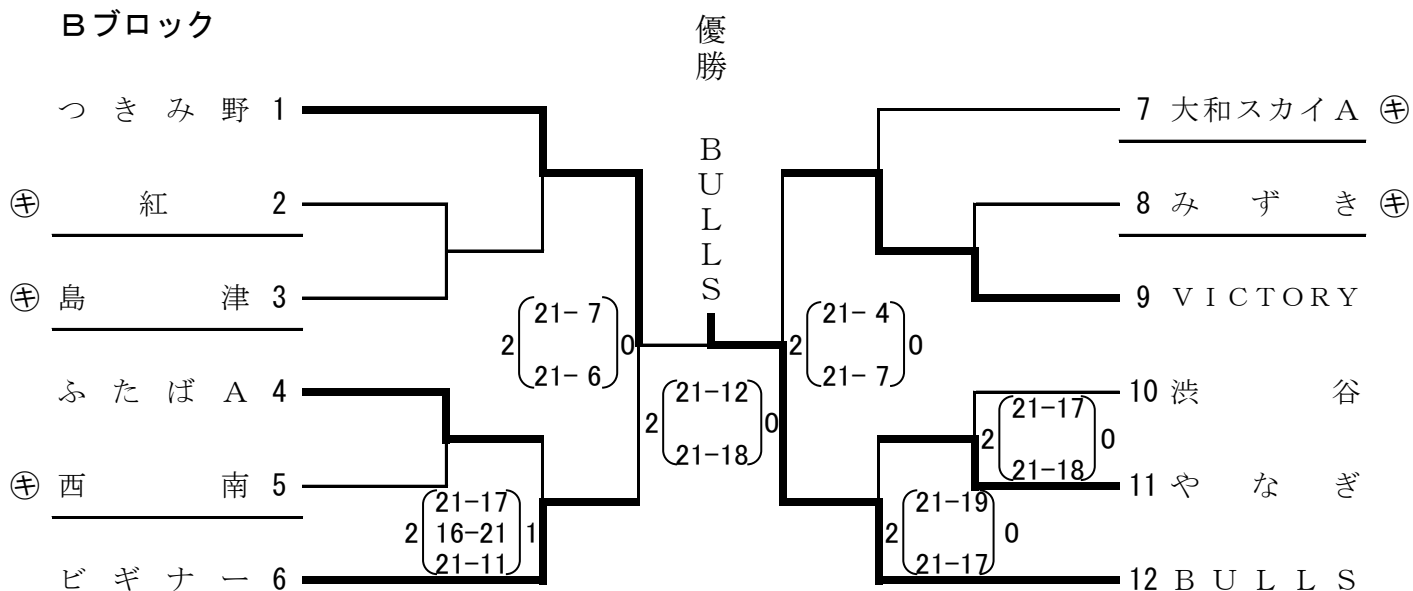 Bブロック
優勝 BULLS
つきみ野 1
㋖ 紅 2
㋖ 島津 3
ふたばA 4
㋖ 西南 5
ビギナー 6
7 大和スカイA ㋖
8 みずき ㋖
9 VICTORY
10 渋谷
11 やなぎ
12 BULLS
21-7
2 0
21-6
21-4
2 0
21-7
21-12
2 0
21-18
21-17
2 0
21-18
21-17
2 16-21 1
21-11
21-19
2 0
21-17